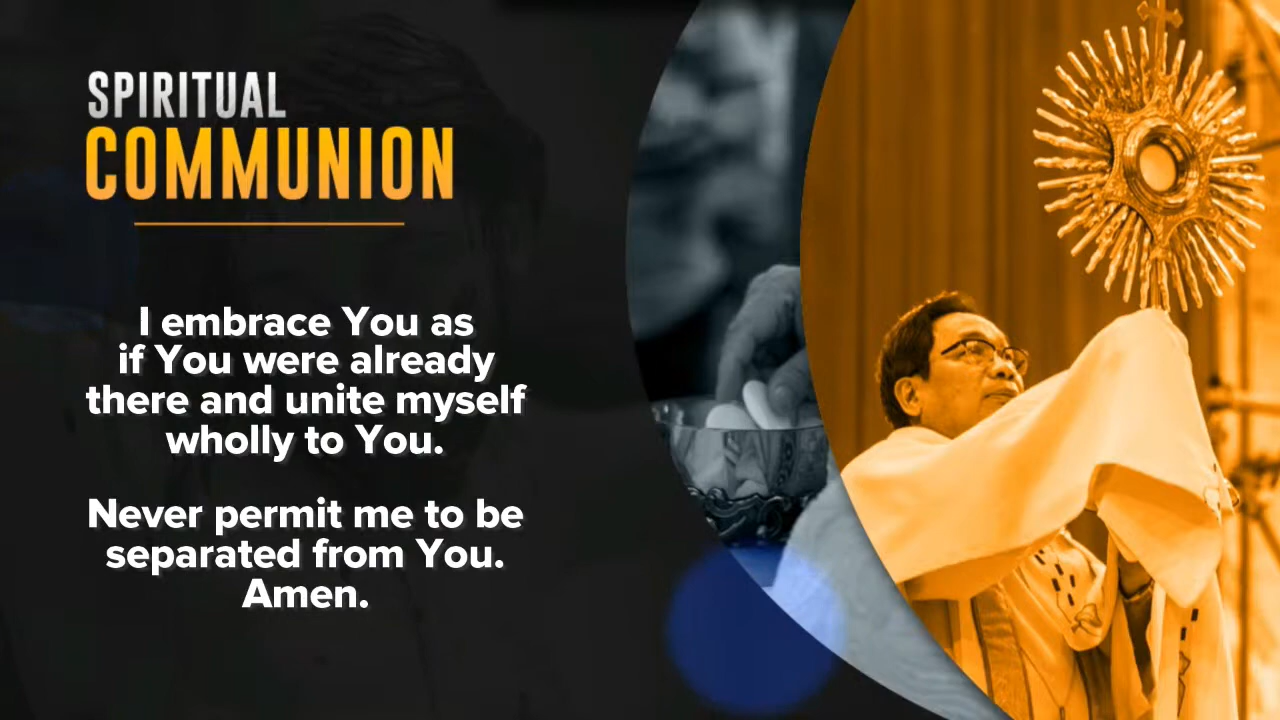 SPIRITUAL
COMMUNION
I embrace You as
if You were already
there and unite myself
wholly to You.
Never permit me to be
separated from You.
Amen.